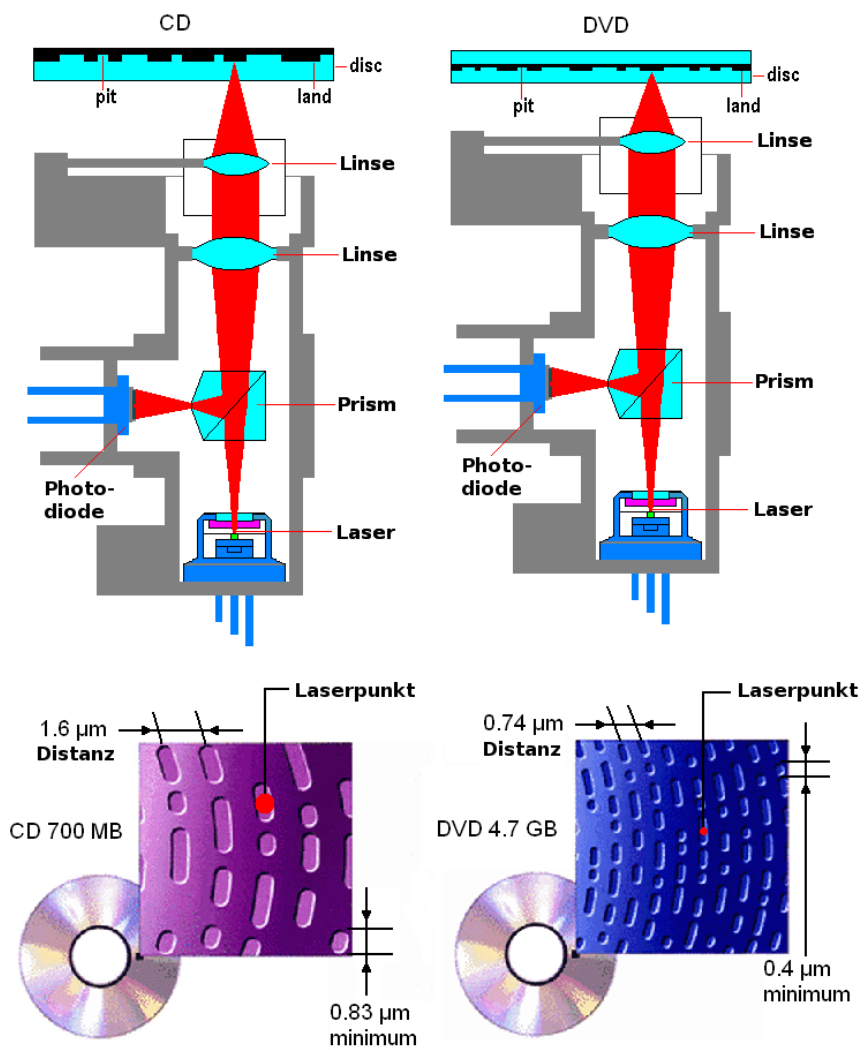 CD
disc
pit
land
Linse
Linse
Prism
Photo-
diode
Laser
DVD
disc
pit
land
Linse
Linse
Prism
Photo-
diode
Laser
Laserpunkt
1.6 µm
Distanz
CD 700 MB
0.83 µm
minimum
Laserpunkt
0.74 µm
Distanz
DVD 4.7 GB
0.4 µm
minimum